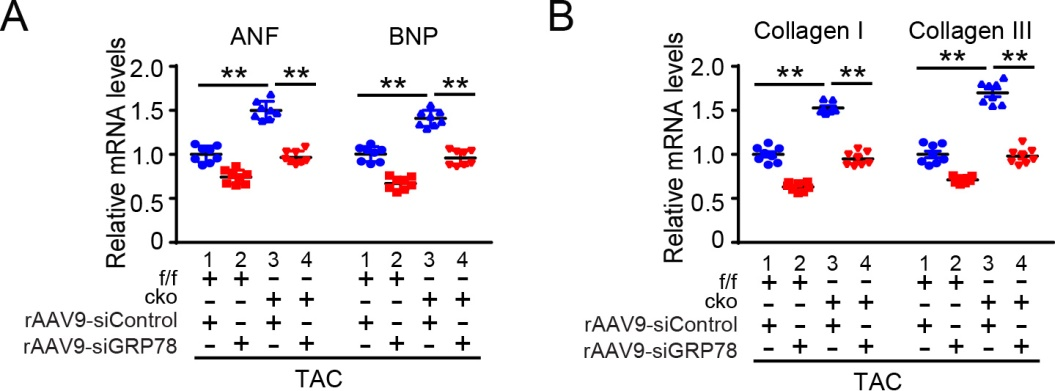 A
ANF BNP
Relative mRNA levels
** ** ** **
2.0
1.5
1.0
0.5
0
1 2 3 4 1 2 3 4
f/f + + – – + + – –
cko – – + + – – + +
rAAV9-siControl + – + – + – + –
rAAV9-siGRP78 – + – + – + – +
TAC
B
Collagen I Collagen III
Relative mRNA levels
** ** ** **
2.0
1.5
1.0
0.5
0
1 2 3 4 1 2 3 4
f/f + + – – + + – –
cko – – + + – – + +
rAAV9-siControl + – + – + – + –
rAAV9-siGRP78 – + – + – + – +
TAC